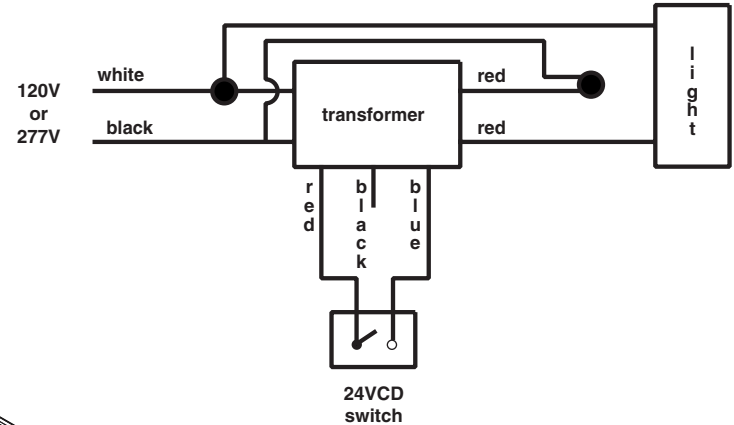 white
120V
or
277V
black
transformer
red
red
light
red
black
blue
24VCD
switch